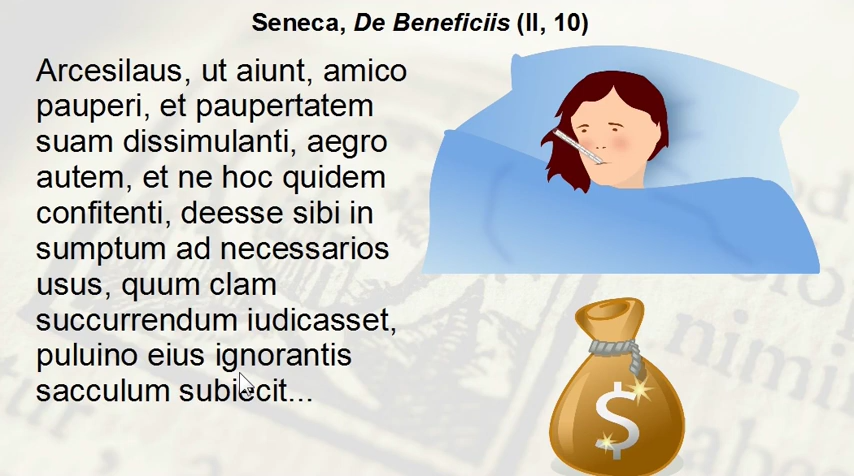 Seneca, De Beneficiis (II, 10)
Arcesilaus, ut aiunt, amico
pauperi, et paupertatem
suam dissimulanti, aegro
autem, et ne hoc quidem
confitenti, deesse sibi in
sumptum ad necessarios
usus, quum clam
succurrendum iudicasset,
puluino eius ignorantis
sacculum subiecit...
$